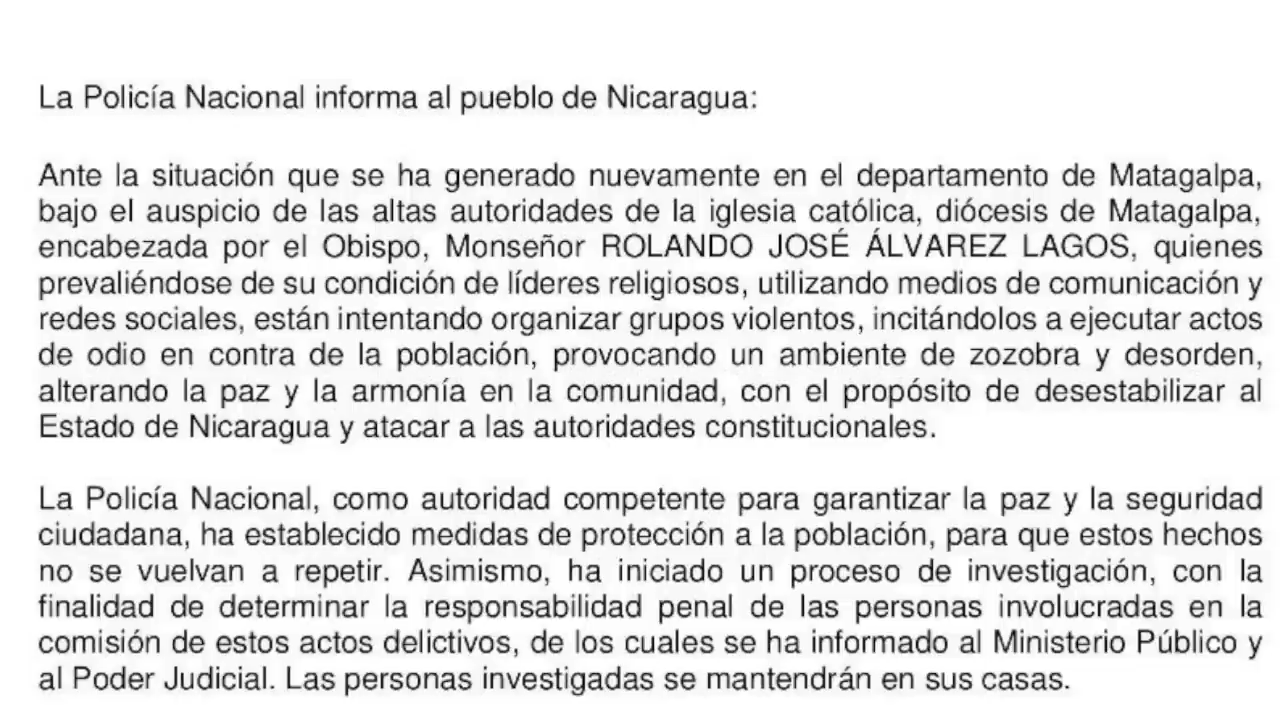 La Policía Nacional informa al pueblo de Nicaragua:
Ante la situación que se ha generado nuevamente en el departamento de Matagalpa,
bajo el auspicio de las altas autoridades de la iglesia católica, diócesis de Matagalpa,
encabezada por el Obispo, Monseñor ROLANDO JOSÉ ÁLVAREZ LAGOS, quienes
prevaliéndose de su condición de líderes religiosos, utilizando medios de comunicación y
redes sociales, están intentando organizar grupos violentos, incitándolos a ejecutar actos
de odio en contra de la población, provocando un ambiente de zozobra y desorden,
alterando la paz y la armonía en la comunidad, con el propósito de desestabilizar al
Estado de Nicaragua y atacar a las autoridades constitucionales.
La Policía Nacional, como autoridad competente para garantizar la paz y la seguridad
ciudadana, ha establecido medidas de protección a la población, para que estos hechos
no se vuelvan a repetir. Asimismo, ha iniciado un proceso de investigación, con la
finalidad de determinar la responsabilidad penal de las personas involucradas en la
comisión de estos actos delictivos, de los cuales se ha informado al Ministerio Público y
al Poder Judicial. Las personas investigadas se mantendrán en sus casas.